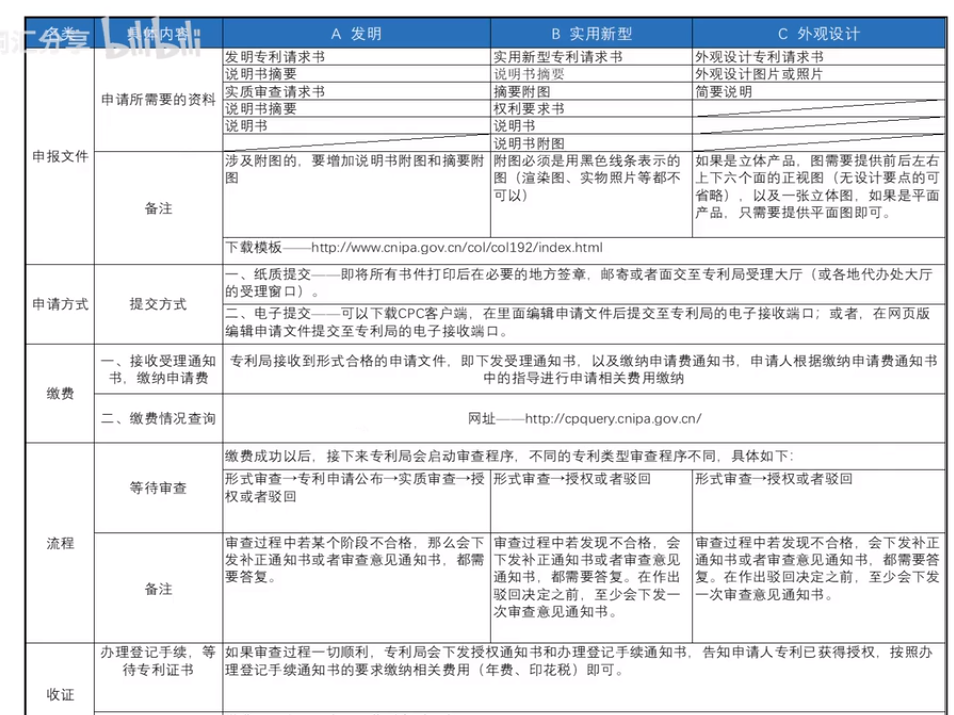 词汇分享
bilibili
名类
具体内容
A 发明
B 实用新型
C 外观设计
申报文件
申请所需要的资料
发明专利请求书
实用新型专利请求书
外观设计专利请求书
说明书摘要
说明书摘要
外观设计图片或照片
实质审查请求书
摘要附图
简要说明
说明书摘要
权利要求书
说明书
说明书
说明书附图
备注
涉及附图的，要增加说明书附图和摘要附
图
附图必须是用黑色线条表示的
图（渲染图、实物照片等都不
可以）
如果是立体产品，图需要提供前后左右
上下六个面的正视图（无设计要点的可
省略），以及一张立体图，如果是平面
产品，只需要提供平面图即可。
下载模板——http://www.cnipa.gov.cn/col/col192/index.html
申请方式
提交方式
一、纸质提交——即将所有书件打印后在必要的地方签章，邮寄或者面交至专利局受理大厅（或各地代办处大厅
的受理窗口）。
二、电子提交——可以下载CPC客户端，在里面编辑申请文件后提交至专利局的电子接收端口；或者，在网页版
编辑申请文件提交至专利局的电子接收端口。
缴费
一、接收受理通知
书，缴纳申请费
专利局接收到形式合格的申请文件，即下发受理通知书，以及缴纳申请费通知书，申请人根据缴纳申请费通知书
中的指导进行申请相关费用缴纳
二、缴费情况查询
网址——http://cpquery.cnipa.gov.cn/
流程
等待审查
缴费成功以后，接下来专利局会启动审查程序，不同的专利类型审查程序不同，具体如下：
形式审查→专利申请公布→实质审查→授
权或者驳回
形式审查→授权或者驳回
形式审查→授权或者驳回
备注
审查过程中若某个阶段不合格，那么会下
发补正通知书或者审查意见通知书，都需
要答复。
审查过程中若发现不合格，会
下发补正通知书或者审查意见
通知书，都需要答复。在作出
驳回决定之前，至少会下发一
次审查意见通知书。
审查过程中若发现不合格，会下发补正
通知书或者审查意见通知书，都需要答
复。在作出驳回决定之前，至少会下发
一次审查意见通知书。
收证
办理登记手续，等
待专利证书
如果审查过程一切顺利，专利局会下发授权通知书和办理登记手续通知书，告知申请人专利已获得授权，按照办
理登记手续通知书的要求缴纳相关费用（年费、印花税）即可。